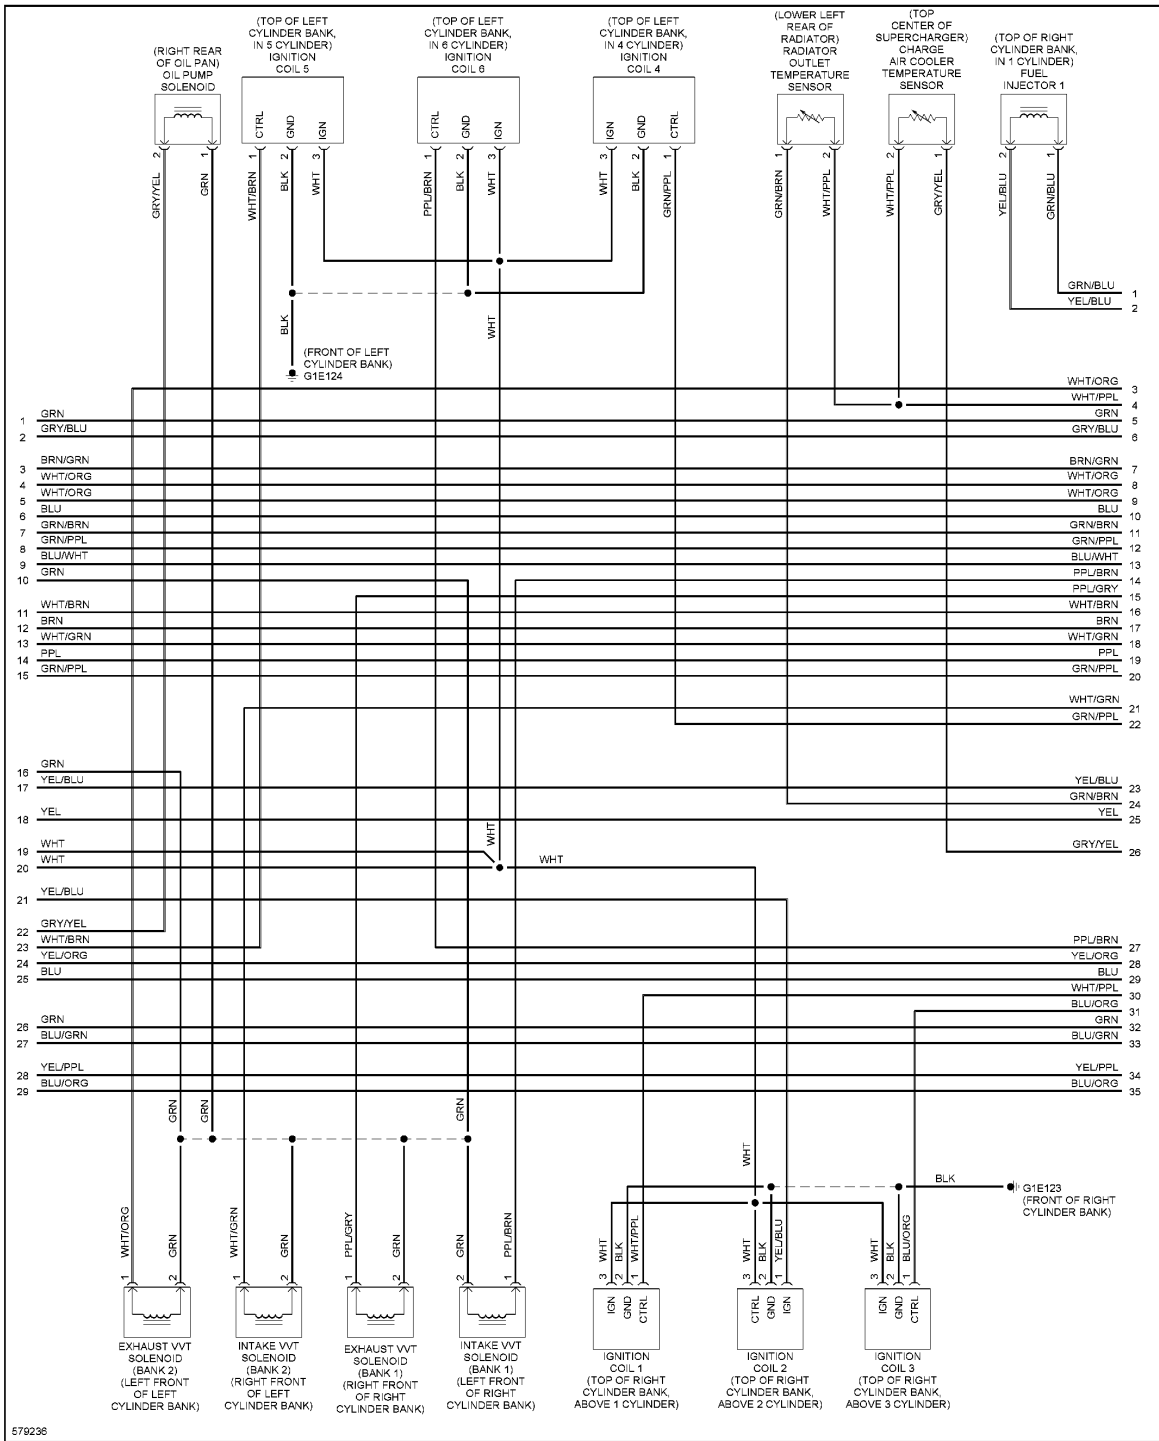 (RIGHT REAR
OF OIL PAN)
OIL PUMP
SOLENOID
(TOP OF LEFT
CYLINDER BANK,
IN 5 CYLINDER)
IGNITION
COIL 5
(TOP OF LEFT
CYLINDER BANK,
IN 6 CYLINDER)
IGNITION
COIL 6
(TOP OF LEFT
CYLINDER BANK,
IN 4 CYLINDER)
IGNITION
COIL 4
(LOWER LEFT
REAR OF
RADIATOR)
RADIATOR
OUTLET
TEMPERATURE
SENSOR
(TOP
CENTER OF
SUPERCHARGER)
CHARGE
AIR COOLER
TEMPERATURE
SENSOR
(TOP OF RIGHT
CYLINDER BANK,
IN 1 CYLINDER)
FUEL
INJECTOR 1
CTRL GND IGN
CTRL GND IGN
IGN GND CTRL
2 1
1 2 3
1 2 3
3 2 1
1 2
2 1
2 1
GRY/YEL GRN
WHT/BRN BLK WHT
PPL/BRN BLK WHT
WHT BLK GRN/PPL
GRN/BRN WHT/PPL
WHT/PPL GRY/YEL
YEL/BLU GRN/BLU
BLK
WHT
(FRONT OF LEFT
CYLINDER BANK)
G1E124
GRN/BLU 1
YEL/BLU 2
WHT/ORG 3
WHT/PPL 4
1 GRN GRN 5
2 GRY/BLU GRY/BLU 6
3 BRN/GRN BRN/GRN 7
4 WHT/ORG WHT/ORG 8
5 WHT/ORG WHT/ORG 9
6 BLU BLU 10
7 GRN/BRN GRN/BRN 11
8 GRN/PPL GRN/PPL 12
9 BLU/WHT BLU/WHT 13
10 GRN PPL/BRN 14
PPL/GRY 15
11 WHT/BRN WHT/BRN 16
12 BRN BRN 17
13 WHT/GRN WHT/GRN 18
14 PPL PPL 19
15 GRN/PPL GRN/PPL 20
WHT/GRN 21
GRN/PPL 22
16 GRN
17 YEL/BLU YEL/BLU 23
GRN/BRN 24
18 YEL YEL 25
WHT
19 WHT GRY/YEL 26
20 WHT WHT
21 YEL/BLU
22 GRY/YEL
23 WHT/BRN PPL/BRN 27
24 YEL/ORG YEL/ORG 28
25 BLU BLU 29
WHT/PPL 30
BLU/ORG 31
26 GRN GRN 32
27 BLU/GRN BLU/GRN 33
28 YEL/PPL YEL/PPL 34
29 BLU/ORG BLU/ORG 35
GRN GRN GRN
WHT
BLK
G1E123
(FRONT OF RIGHT
CYLINDER BANK)
WHT/ORG GRN
WHT/GRN GRN
PPL/GRY GRN
GRN PPL/BRN
WHT BLK WHT/PPL
WHT BLK YEL/BLU
WHT BLK BLU/ORG
1 2
1 2
1 2
2 1
3 2 1
3 2 1
3 2 1
IGN GND CTRL
CTRL GND IGN
IGN GND CTRL
EXHAUST VVT
SOLENOID
(BANK 2)
(LEFT FRONT
OF LEFT
CYLINDER BANK)
INTAKE VVT
SOLENOID
(BANK 2)
(RIGHT FRONT
OF LEFT
CYLINDER BANK)
EXHAUST VVT
SOLENOID
(BANK 1)
(RIGHT FRONT
OF RIGHT
CYLINDER BANK)
INTAKE VVT
SOLENOID
(BANK 1)
(LEFT FRONT
OF RIGHT
CYLINDER BANK)
IGNITION
COIL 1
(TOP OF RIGHT
CYLINDER BANK,
ABOVE 1 CYLINDER)
IGNITION
COIL 2
(TOP OF RIGHT
CYLINDER BANK,
ABOVE 2 CYLINDER)
IGNITION
COIL 3
(TOP OF RIGHT
CYLINDER BANK,
ABOVE 3 CYLINDER)
579236